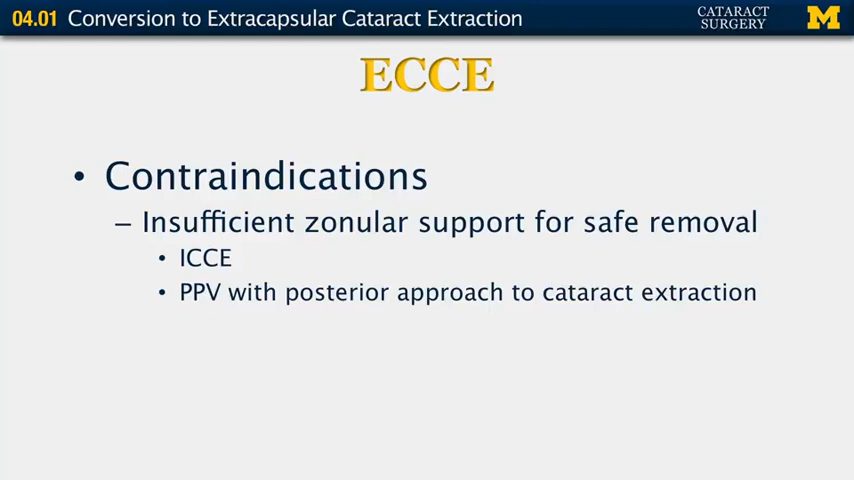 04.01 Conversion to Extracapsular Cataract Extraction
CATARACT
SURGERY
M
ECCE
• Contraindications
– Insufficient zonular support for safe removal
• ICCE
• PPV with posterior approach to cataract extraction